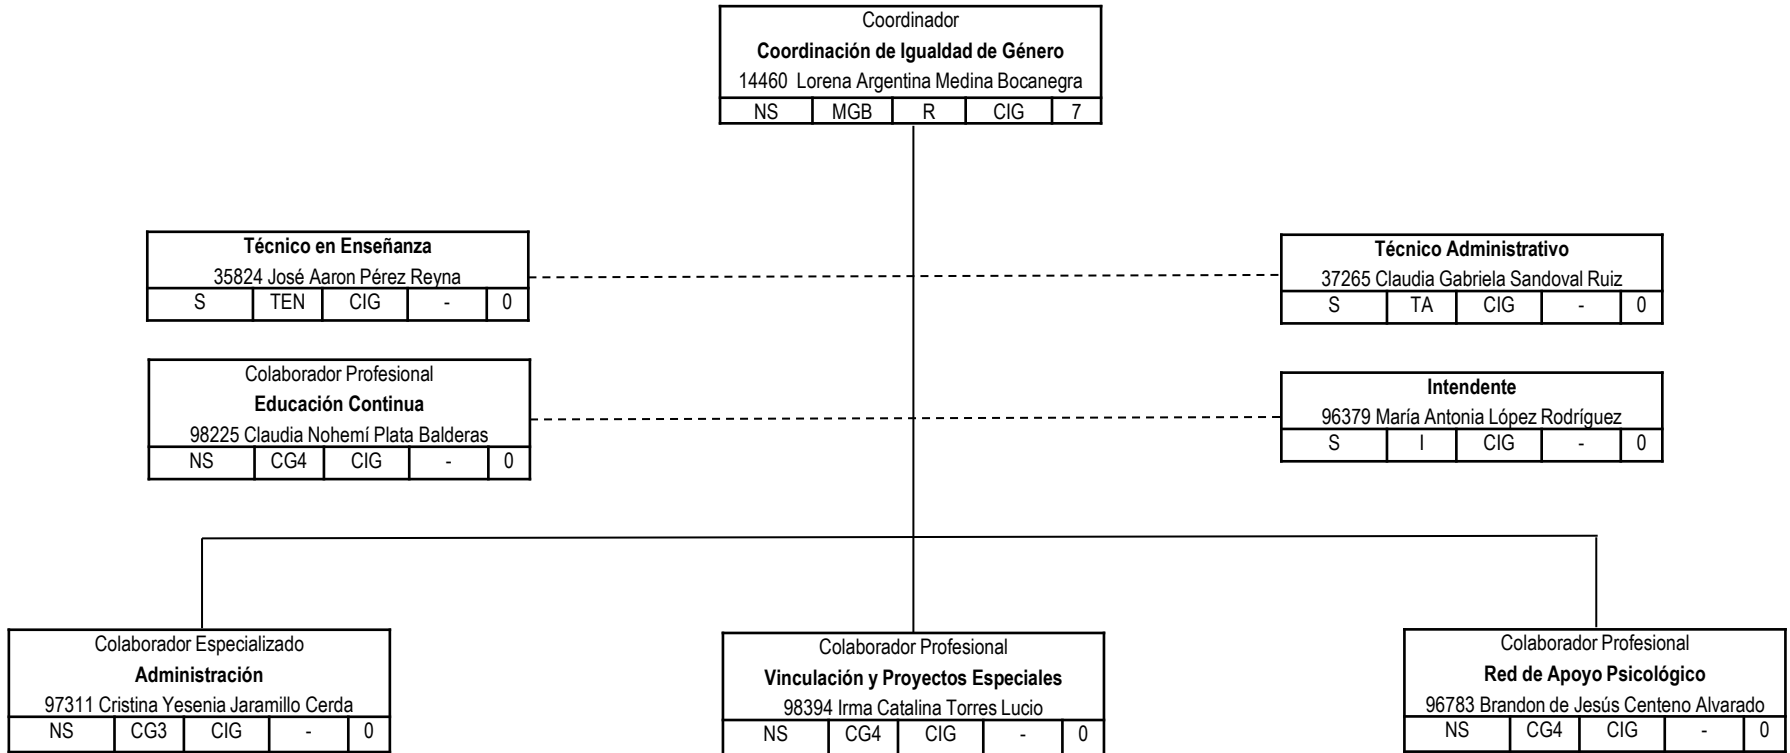 Coordinador
Coordinación de Igualdad de Género
14460 Lorena Argentina Medina Bocanegra
NS MGB R CIG 7
Técnico en Enseñanza
35824 José Aaron Pérez Reyna
S TEN CIG - 0
Técnico Administrativo
37265 Claudia Gabriela Sandoval Ruiz
S TA CIG - 0
Colaborador Profesional
Educación Continua
98225 Claudia Nohemí Plata Balderas
NS CG4 CIG - 0
Intendente
96379 María Antonia López Rodríguez
S I CIG - 0
Colaborador Especializado
Administración
97311 Cristina Yesenia Jaramillo Cerda
NS CG3 CIG - 0
Colaborador Profesional
Vinculación y Proyectos Especiales
98394 Irma Catalina Torres Lucio
NS CG4 CIG - 0
Colaborador Profesional
Red de Apoyo Psicológico
96783 Brandon de Jesús Centeno Alvarado
NS CG4 CIG - 0